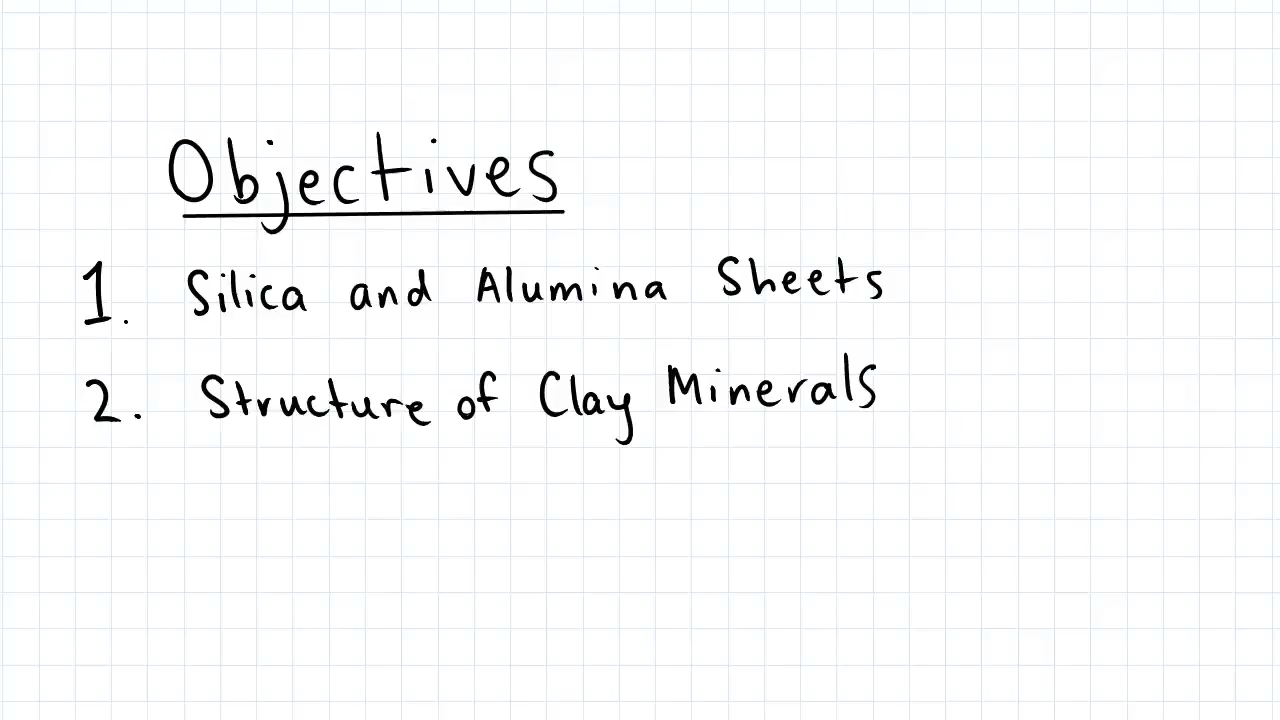 Objectives
1. Silica and Alumina Sheets
2. Structure of Clay Minerals